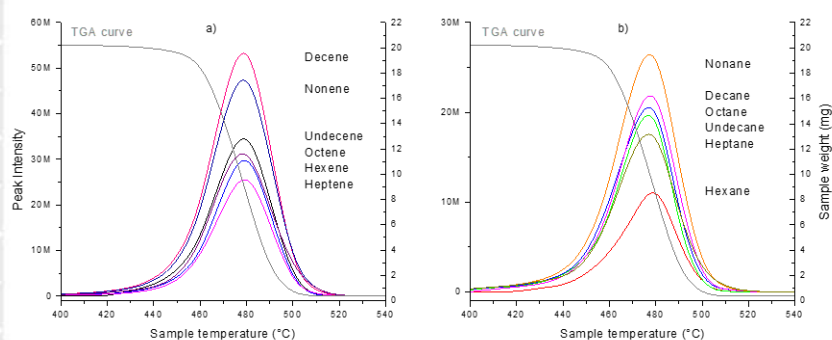 a)
TGA curve
60M
50M
40M
30M
20M
10M
0
Peak Intensity
22
20
18
16
14
12
10
8
6
4
2
0
Decene
Nonene
Undecene
Octene
Hexene
Heptene
400 420 440 460 480 500 520 540
Sample temperature (°C)
b)
TGA curve
30M
20M
10M
0
22
20
18
16
14
12
10
8
6
4
2
0
Sample weight (mg)
Nonane
Decane
Octane
Undecane
Heptane
Hexane
400 420 440 460 480 500 520 540
Sample temperature (°C)